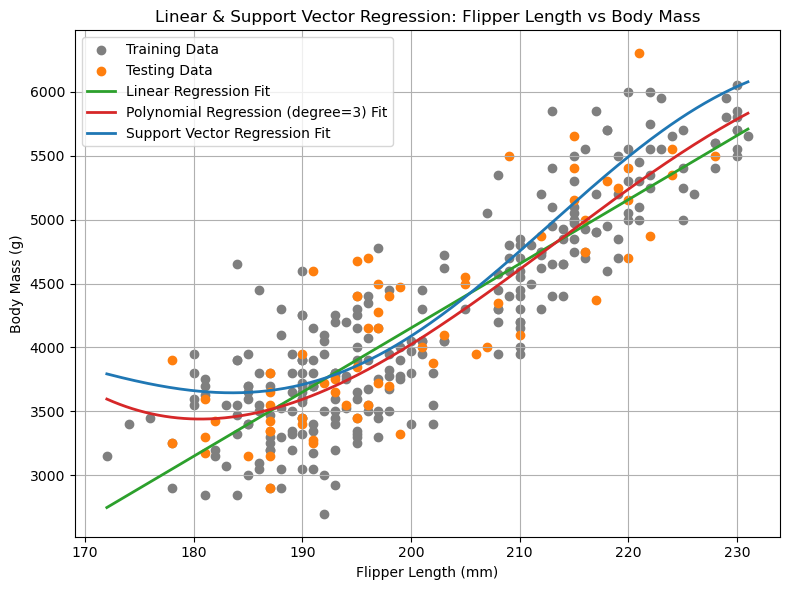 Linear & Support Vector Regression: Flipper Length vs Body Mass
Training Data
Testing Data
Linear Regression Fit
Polynomial Regression (degree=3) Fit
Support Vector Regression Fit
Body Mass (g)
6000
5500
5000
4500
4000
3500
3000
170 180 190 200 210 220 230
Flipper Length (mm)